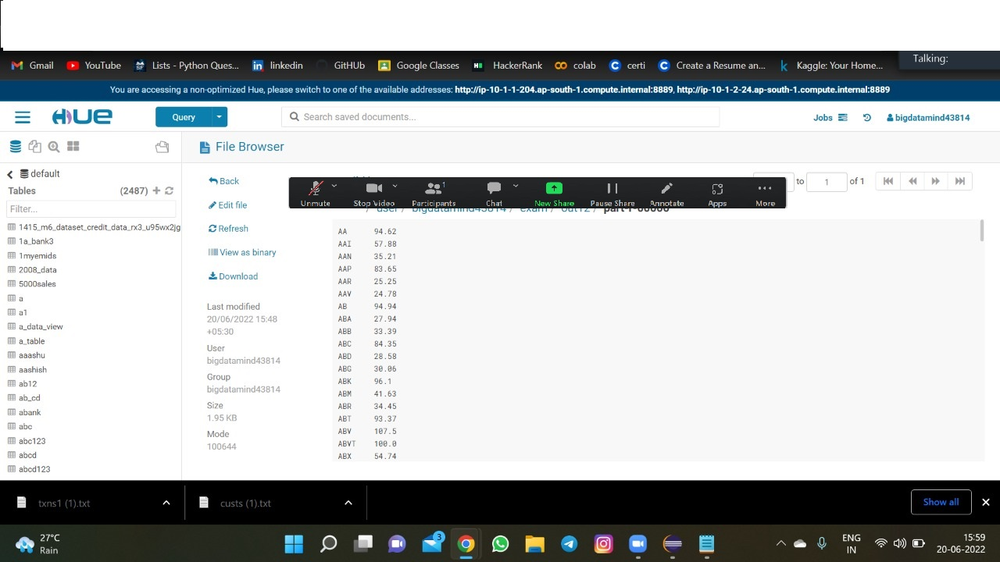 Gmail YouTube Lists - Python Ques... linkedin GitHUb Google Classes HackerRank colab certi Create a Resume an... Kaggle: Your Home... Talking:
You are accessing a non-optimized Hue, please switch to one of the available addresses: http://ip-10-1-1-204.ap-south-1.compute.internal:8889, http://ip-10-1-2-24.ap-south-1.compute.internal:8889
HUE Query Search saved documents... Jobs bigdatamind43814
File Browser
default
Tables (2487)
Filter...
1415_m6_dataset_credit_data_rx3_u95wx2jg
1a_bank3
1myemids
2008_data
5000sales
a
a1
a_data_view
a_table
aaashu
aashish
ab12
ab_cd
abank
abc
abc123
abcd
abcd123
Back
Edit file
Refresh
View as binary
Download
Last modified
20/06/2022 15:48
+05:30
User
bigdatamind43814
Group
bigdatamind43814
Size
1.95 KB
Mode
100644
to 1 of 1
Unmute Stop Video Participants 1 Chat New Share Pause Share Annotate Apps More
/ user / bigdatamind43814 / exam / out12 / part-r-00000
AA 94.62
AAI 57.88
AAN 35.21
AAP 83.65
AAR 25.25
AAV 24.78
AB 94.94
ABA 27.94
ABB 33.39
ABC 84.35
ABD 28.58
ABG 30.06
ABK 96.1
ABM 41.63
ABR 34.45
ABT 93.37
ABV 107.5
ABVT 100.0
ABX 54.74
txns1 (1).txt custs (1).txt Show all
27°C
Rain
3
ENG
IN
15:59
20-06-2022